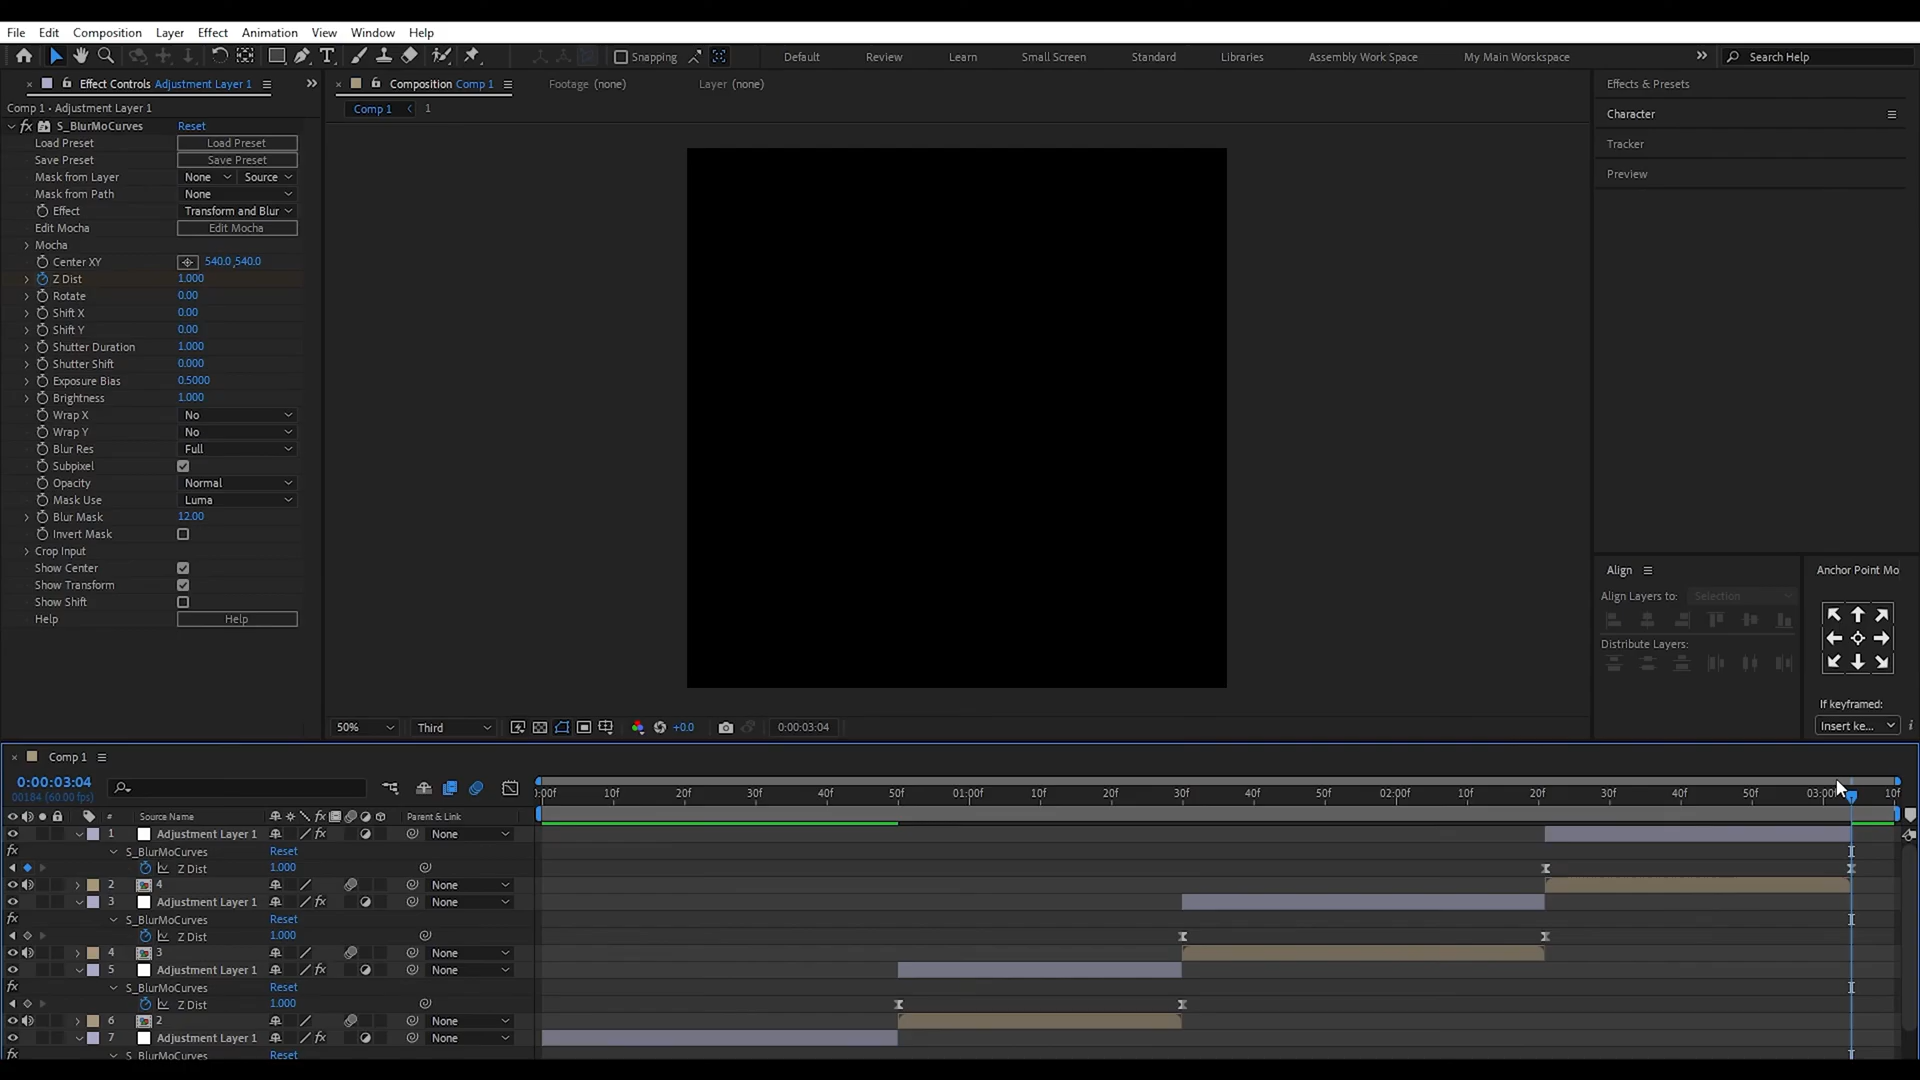 File Edit Composition Layer Effect Animation View Window Help
Snapping Default Review Learn Small Screen Standard Libraries Assembly Work Space My Main Worskspace » Search Help
Effect Controls Adjustment Layer 1 » Composition Comp 1 Footage (none) Layer (none) Effects & Presets
Comp 1 • Adjustment Layer 1 Comp 1 1 Character
fx S_BlurMoCurves Reset
Load Preset Load Preset Tracker
Save Preset Save Preset
Mask from Layer None Source Preview
Mask from Path None
Effect Transform and Blur
Edit Mocha Edit Mocha
Mocha
Center XY 540.0,540.0
Z Dist 1.000
Rotate 0.00
Shift X 0.00
Shift Y 0.00
Shutter Duration 1.000
Shutter Shift 0.000
Exposure Bias 0.5000
Brightness 1.000
Wrap X No
Wrap Y No
Blur Res Full
Subpixel
Opacity Normal
Mask Use Luma
Blur Mask 12.00
Invert Mask
Crop Input
Show Center
Show Transform
Show Shift
Help Help
Align Anchor Point Mo
Align Layers to: Selection
Distribute Layers:
If keyframed:
Insert ke...
50% Third +0.0 0:00:03:04
Comp 1
0:00:03:04
00184 (60.00 fps)
:00f 10f 20f 30f 40f 50f 01:00f 10f 20f 30f 40f 50f 02:00f 10f 20f 30f 40f 50f 03:00f 10f
# Source Name fx Parent & Link
1 Adjustment Layer 1 fx None
fx S_BlurMoCurves Reset
Z Dist 1.000
2 4 None
3 Adjustment Layer 1 fx None
fx S_BlurMoCurves Reset
Z Dist 1.000
4 3 None
5 Adjustment Layer 1 fx None
fx S_BlurMoCurves Reset
Z Dist 1.000
6 2 None
7 Adjustment Layer 1 fx None
fx S_BlurMoCurves Reset